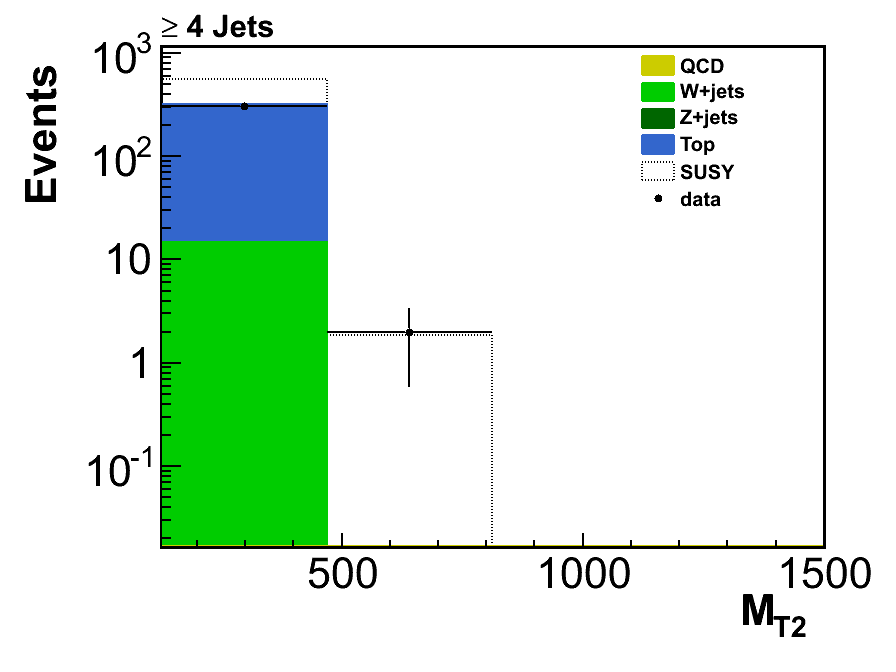 ≥ 4 Jets
Events
10³
10²
10
1
10⁻¹
QCD
W+jets
Z+jets
Top
SUSY
data
500
1000
1500
M_T2